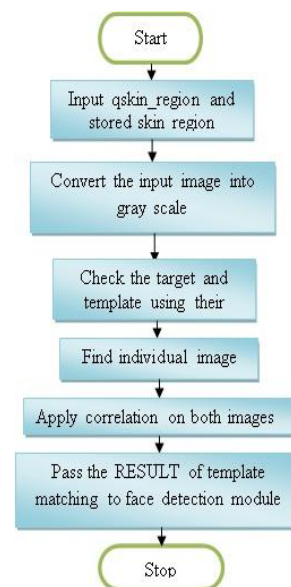 Start
Input qskin_region and
stored skin region
Convert the input image into
gray scale
Check the target and
template using their
Find individual image
Apply correlation on both images
Pass the RESULT of template
matching to face detection module
Stop